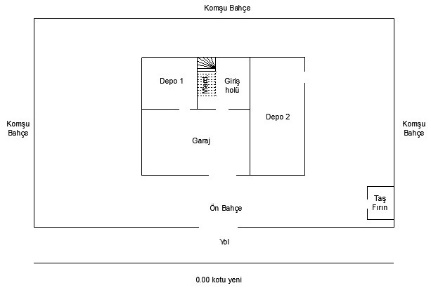 Komşu Bahçe
Depo 1
Giriş
holü
Depo 2
Komşu
Bahçe
Komşu
Bahçe
Garaj
Taş
Fırın
Ön Bahçe
Yol
0.00 kotu yeni